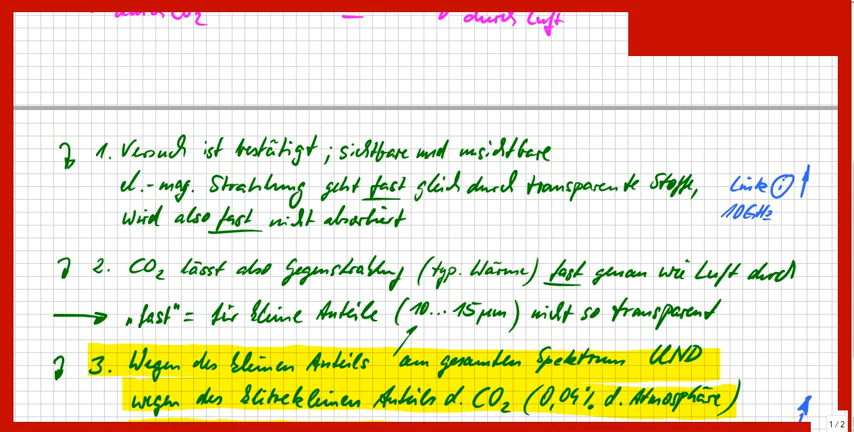 durch CO₂
durch Luft
1. Versuch ist bestätigt; sichtbare und unsichtbare
el.-mag. Strahlung geht fast gleich durch transparente Stoffe,
wird also fast nicht absorbiert
Link
10GHz
2. CO₂ lässt also Gegenstrahlung (typ. Wärme) fast genau wie Luft durch
→ „fast" = für kleine Anteile (10...15µm) nicht so transparent
3. Wegen des kleinen Anteils am gesamten Spektrum UND
wegen des klitzekleinen Anteils d. CO₂ (0,04% d. Atmosphäre)
1/2